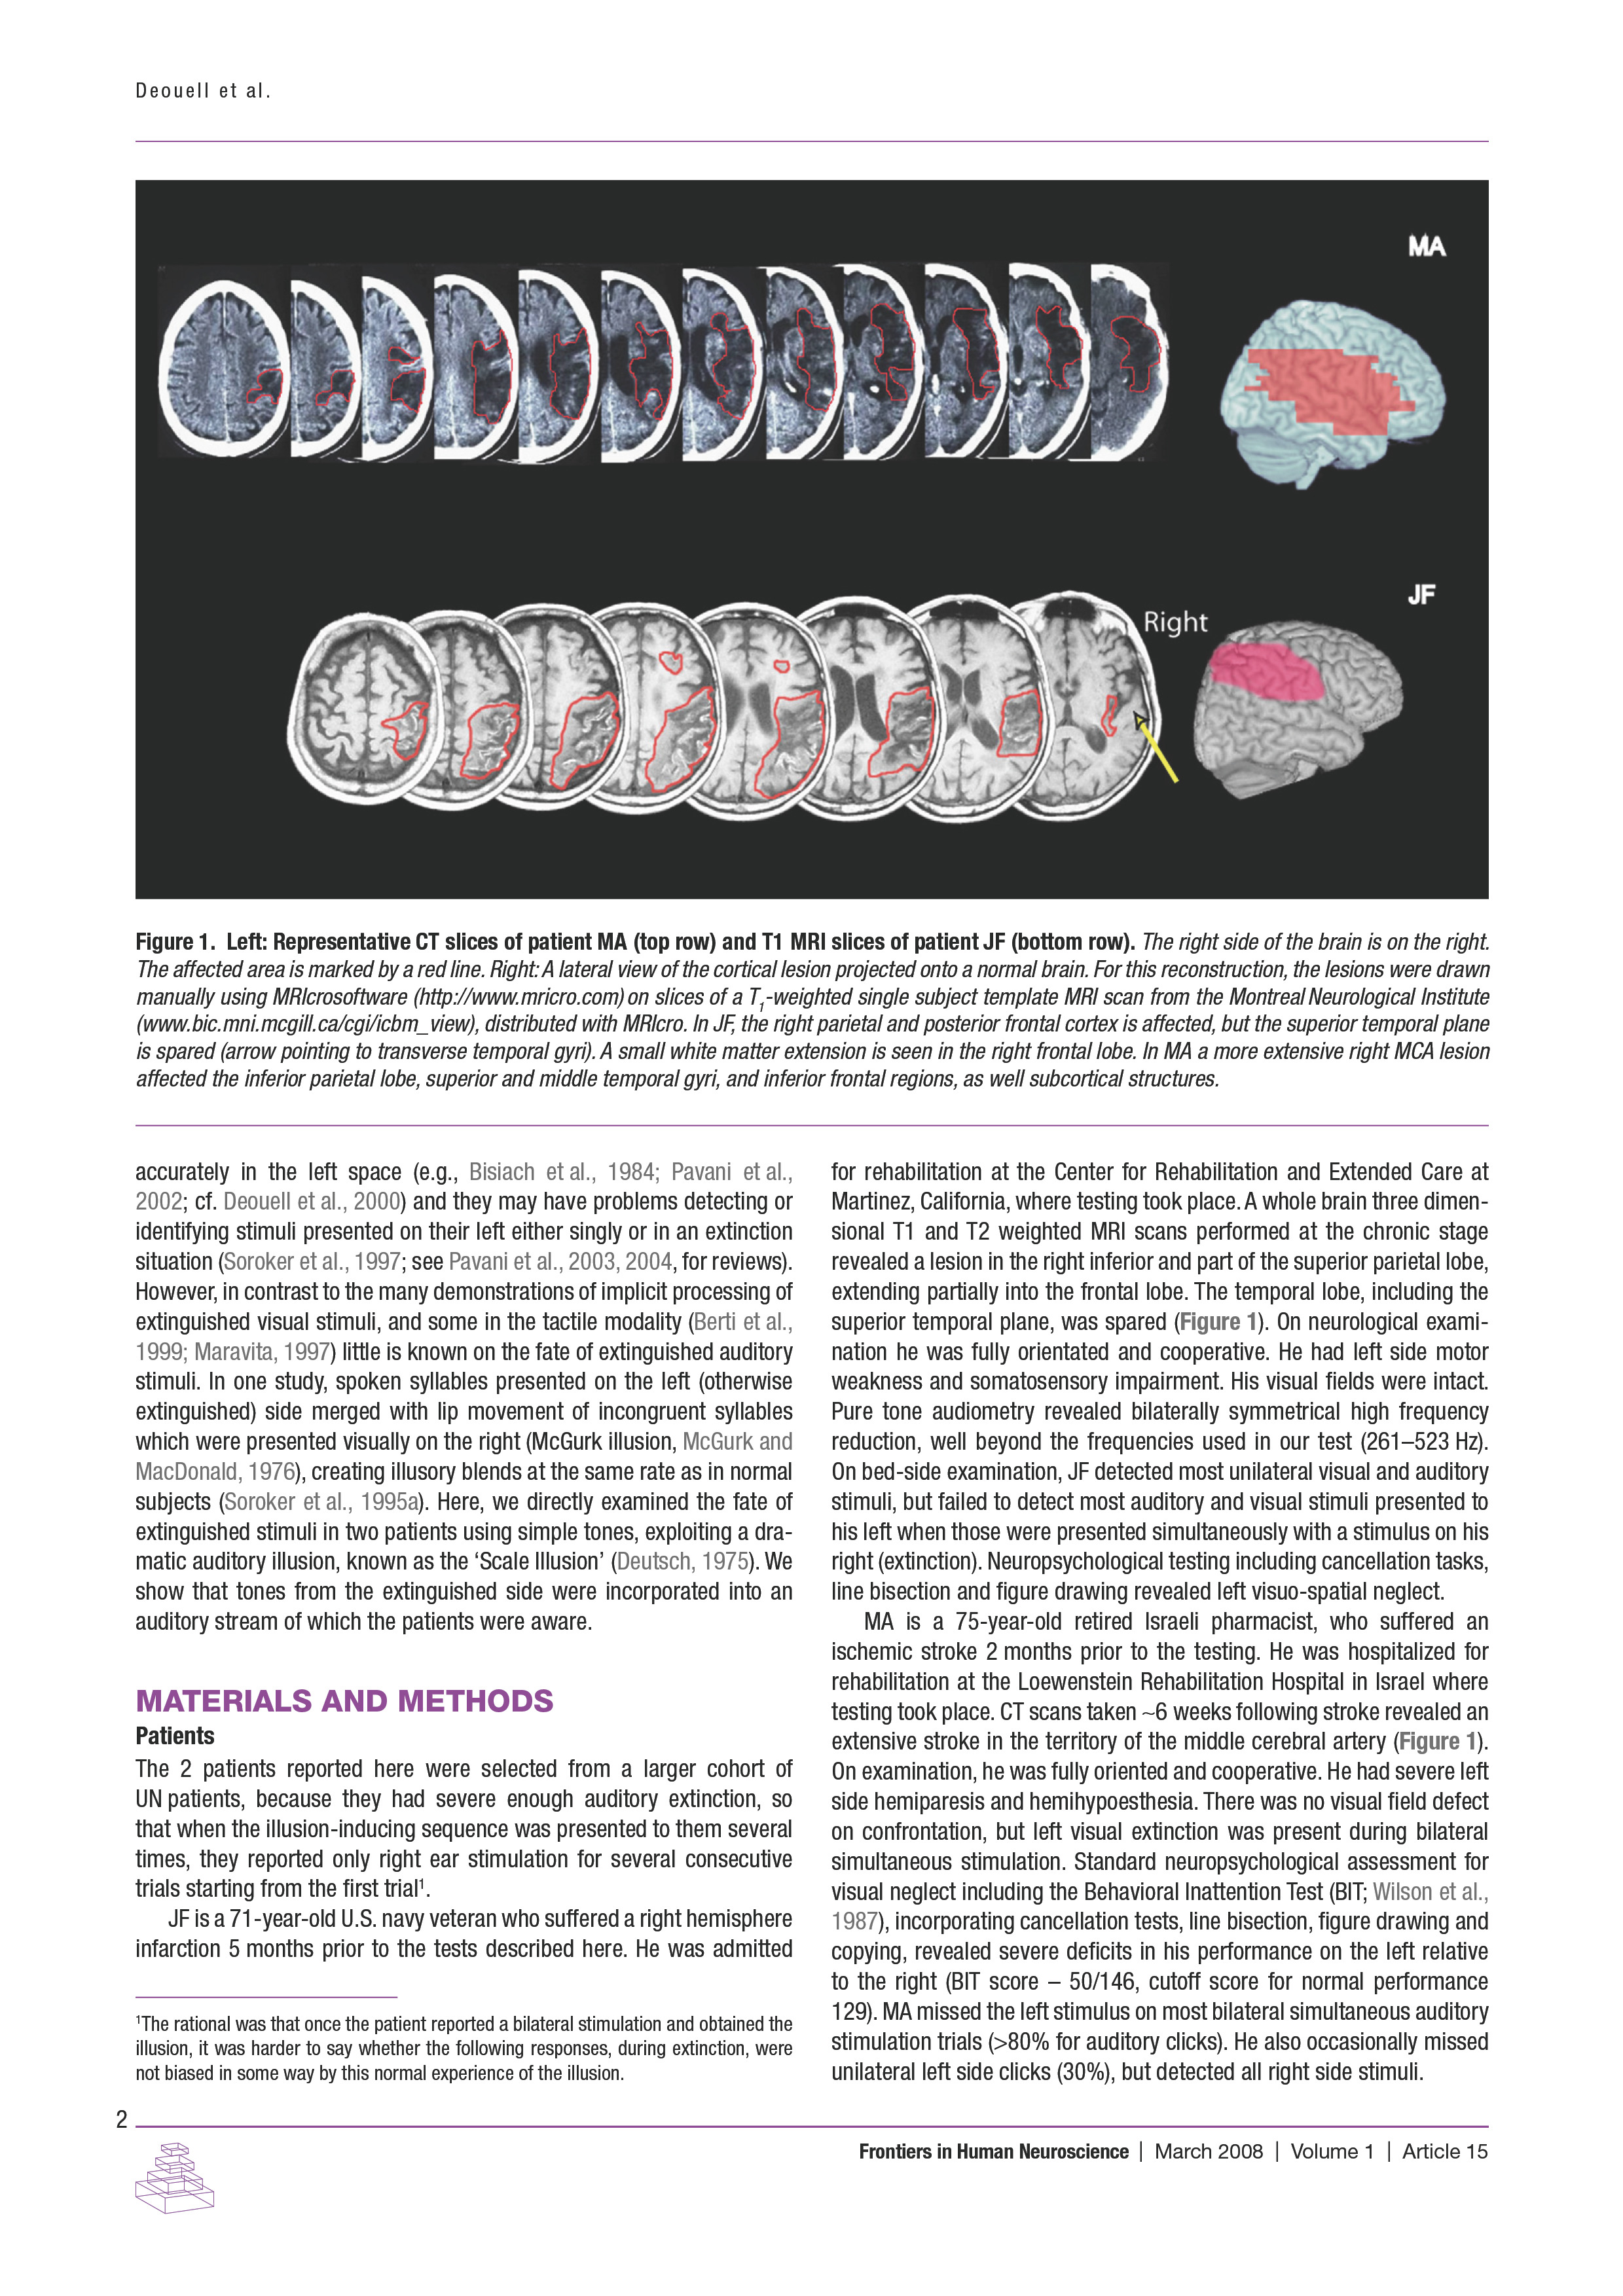 Deouell et al.
MA
JF
Right
Figure 1. Left: Representative CT slices of patient MA (top row) and T1 MRI slices of patient JF (bottom row). The right side of the brain is on the right.
The affected area is marked by a red line. Right: A lateral view of the cortical lesion projected onto a normal brain. For this reconstruction, the lesions were drawn
manually using MRIcrosoftware (http://www.mricro.com) on slices of a T1-weighted single subject template MRI scan from the Montreal Neurological Institute
(www.bic.mni.mcgill.ca/cgi/icbm_view), distributed with MRIcro. In JF, the right parietal and posterior frontal cortex is affected, but the superior temporal plane
is spared (arrow pointing to transverse temporal gyri). A small white matter extension is seen in the right frontal lobe. In MA a more extensive right MCA lesion
affected the inferior parietal lobe, superior and middle temporal gyri, and inferior frontal regions, as well subcortical structures.
accurately in the left space (e.g., Bisiach et al., 1984; Pavani et al.,
2002; cf. Deouell et al., 2000) and they may have problems detecting or
identifying stimuli presented on their left either singly or in an extinction
situation (Soroker et al., 1997; see Pavani et al., 2003, 2004, for reviews).
However, in contrast to the many demonstrations of implicit processing of
extinguished visual stimuli, and some in the tactile modality (Berti et al.,
1999; Maravita, 1997) little is known on the fate of extinguished auditory
stimuli. In one study, spoken syllables presented on the left (otherwise
extinguished) side merged with lip movement of incongruent syllables
which were presented visually on the right (McGurk illusion, McGurk and
MacDonald, 1976), creating illusory blends at the same rate as in normal
subjects (Soroker et al., 1995a). Here, we directly examined the fate of
extinguished stimuli in two patients using simple tones, exploiting a dra-
matic auditory illusion, known as the ‘Scale Illusion’ (Deutsch, 1975). We
show that tones from the extinguished side were incorporated into an
auditory stream of which the patients were aware.
MATERIALS AND METHODS
Patients
The 2 patients reported here were selected from a larger cohort of
UN patients, because they had severe enough auditory extinction, so
that when the illusion-inducing sequence was presented to them several
times, they reported only right ear stimulation for several consecutive
trials starting from the first trial¹.
JF is a 71-year-old U.S. navy veteran who suffered a right hemisphere
infarction 5 months prior to the tests described here. He was admitted
¹The rational was that once the patient reported a bilateral stimulation and obtained the
illusion, it was harder to say whether the following responses, during extinction, were
not biased in some way by this normal experience of the illusion.
for rehabilitation at the Center for Rehabilitation and Extended Care at
Martinez, California, where testing took place. A whole brain three dimen-
sional T1 and T2 weighted MRI scans performed at the chronic stage
revealed a lesion in the right inferior and part of the superior parietal lobe,
extending partially into the frontal lobe. The temporal lobe, including the
superior temporal plane, was spared (Figure 1). On neurological exami-
nation he was fully orientated and cooperative. He had left side motor
weakness and somatosensory impairment. His visual fields were intact.
Pure tone audiometry revealed bilaterally symmetrical high frequency
reduction, well beyond the frequencies used in our test (261–523 Hz).
On bed-side examination, JF detected most unilateral visual and auditory
stimuli, but failed to detect most auditory and visual stimuli presented to
his left when those were presented simultaneously with a stimulus on his
right (extinction). Neuropsychological testing including cancellation tasks,
line bisection and figure drawing revealed left visuo-spatial neglect.
MA is a 75-year-old retired Israeli pharmacist, who suffered an
ischemic stroke 2 months prior to the testing. He was hospitalized for
rehabilitation at the Loewenstein Rehabilitation Hospital in Israel where
testing took place. CT scans taken ~6 weeks following stroke revealed an
extensive stroke in the territory of the middle cerebral artery (Figure 1).
On examination, he was fully oriented and cooperative. He had severe left
side hemiparesis and hemihypoesthesia. There was no visual field defect
on confrontation, but left visual extinction was present during bilateral
simultaneous stimulation. Standard neuropsychological assessment for
visual neglect including the Behavioral Inattention Test (BIT; Wilson et al.,
1987), incorporating cancellation tests, line bisection, figure drawing and
copying, revealed severe deficits in his performance on the left relative
to the right (BIT score – 50/146, cutoff score for normal performance
129). MA missed the left stimulus on most bilateral simultaneous auditory
stimulation trials (>80% for auditory clicks). He also occasionally missed
unilateral left side clicks (30%), but detected all right side stimuli.
2
Frontiers in Human Neuroscience | March 2008 | Volume 1 | Article 15